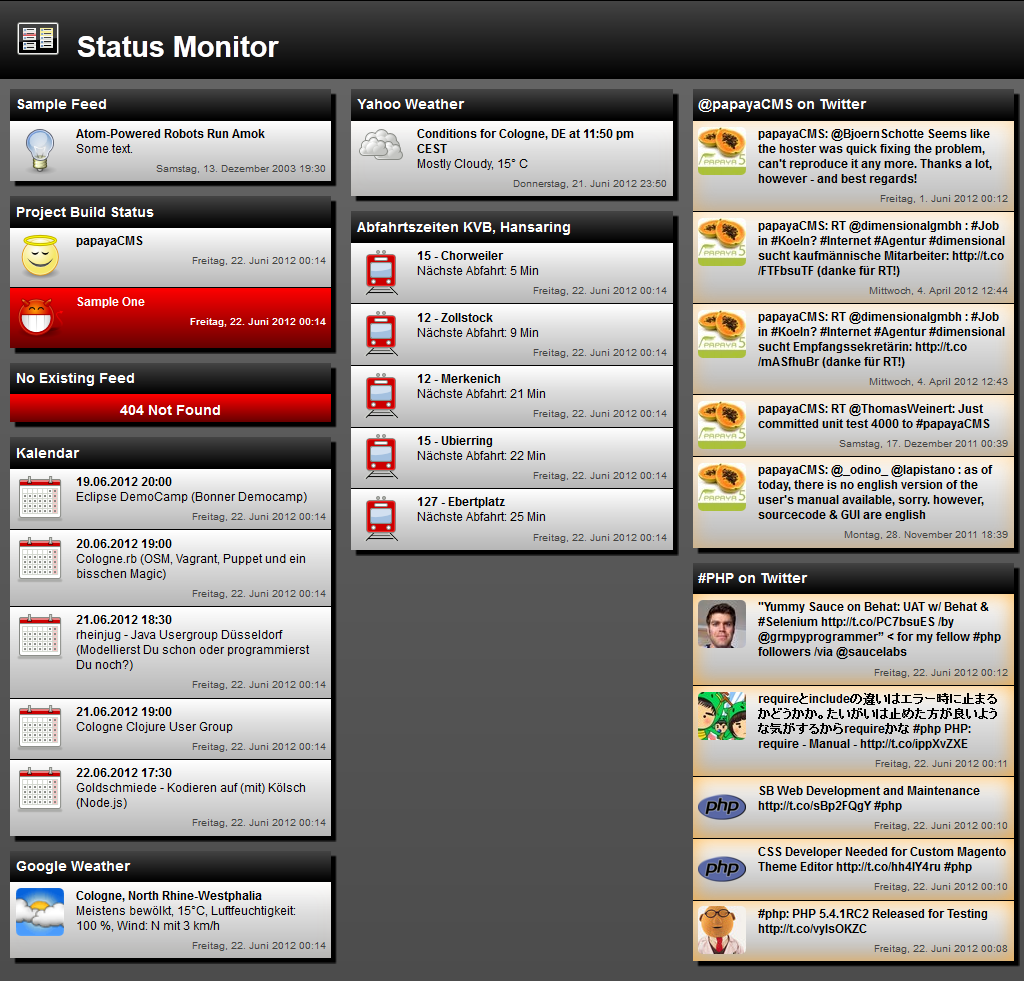 Status Monitor
Sample Feed
Atom-Powered Robots Run Amok
Some text.
Samstag, 13. Dezember 2003 19:30
Project Build Status
papayaCMS
Freitag, 22. Juni 2012 00:14
Sample One
Freitag, 22. Juni 2012 00:14
No Existing Feed
404 Not Found
Kalendar
19.06.2012 20:00
Eclipse DemoCamp (Bonner Democamp)
Freitag, 22. Juni 2012 00:14
20.06.2012 19:00
Cologne.rb (OSM, Vagrant, Puppet und ein
bisschen Magic)
Freitag, 22. Juni 2012 00:14
21.06.2012 18:30
rheinjug - Java Usergroup Düsseldorf
(Modellierst Du schon oder programmierst
Du noch?)
Freitag, 22. Juni 2012 00:14
21.06.2012 19:00
Cologne Clojure User Group
Freitag, 22. Juni 2012 00:14
22.06.2012 17:30
Goldschmiede - Kodieren auf (mit) Kölsch
(Node.js)
Freitag, 22. Juni 2012 00:14
Google Weather
Cologne, North Rhine-Westphalia
Meistens bewölkt, 15°C, Luftfeuchtigkeit:
100 %, Wind: N mit 3 km/h
Freitag, 22. Juni 2012 00:14
Yahoo Weather
Conditions for Cologne, DE at 11:50 pm
CEST
Mostly Cloudy, 15° C
Donnerstag, 21. Juni 2012 23:50
Abfahrtszeiten KVB, Hansaring
15 - Chorweiler
Nächste Abfahrt: 5 Min
Freitag, 22. Juni 2012 00:14
12 - Zollstock
Nächste Abfahrt: 9 Min
Freitag, 22. Juni 2012 00:14
12 - Merkenich
Nächste Abfahrt: 21 Min
Freitag, 22. Juni 2012 00:14
15 - Ubierring
Nächste Abfahrt: 22 Min
Freitag, 22. Juni 2012 00:14
127 - Ebertplatz
Nächste Abfahrt: 25 Min
Freitag, 22. Juni 2012 00:14
@papayaCMS on Twitter
PAPAYA 5
papayaCMS: @BjoernSchotte Seems like
the hoster was quick fixing the problem,
can't reproduce it any more. Thanks a lot,
however - and best regards!
Freitag, 1. Juni 2012 00:12
PAPAYA 5
papayaCMS: RT @dimensionalgmbh : #Job
in #Koeln? #Internet #Agentur #dimensional
sucht kaufmännische Mitarbeiter: http://t.co
/FTFbsuTF (danke für RT!)
Mittwoch, 4. April 2012 12:44
PAPAYA 5
papayaCMS: RT @dimensionalgmbh : #Job
in #Koeln? #Internet #Agentur #dimensional
sucht Empfangssekretärin: http://t.co
/mASfhuBr (danke für RT!)
Mittwoch, 4. April 2012 12:43
PAPAYA 5
papayaCMS: RT @ThomasWeinert: Just
committed unit test 4000 to #papayaCMS
Samstag, 17. Dezember 2011 00:39
PAPAYA 5
papayaCMS: @_odino_ @lapistano : as of
today, there is no english version of the
user's manual available, sorry. however,
sourcecode & GUI are english
Montag, 28. November 2011 18:39
#PHP on Twitter
"Yummy Sauce on Behat: UAT w/ Behat &
#Selenium http://t.co/PC7bsuES /by
@grmpyprogrammer" < for my fellow #php
followers /via @saucelabs
Freitag, 22. Juni 2012 00:12
requireとincludeの違いはエラー時に止まる
かどうかか。たいがいは止めた方が良いよう
な気がするからrequireかな #php PHP:
require - Manual - http://t.co/ippXvZXE
Freitag, 22. Juni 2012 00:11
php
SB Web Development and Maintenance
http://t.co/sBp2FQgY #php
Freitag, 22. Juni 2012 00:10
php
CSS Developer Needed for Custom Magento
Theme Editor http://t.co/hh4IY4ru #php
Freitag, 22. Juni 2012 00:10
#php: PHP 5.4.1RC2 Released for Testing
http://t.co/vylsOKZC
Freitag, 22. Juni 2012 00:08